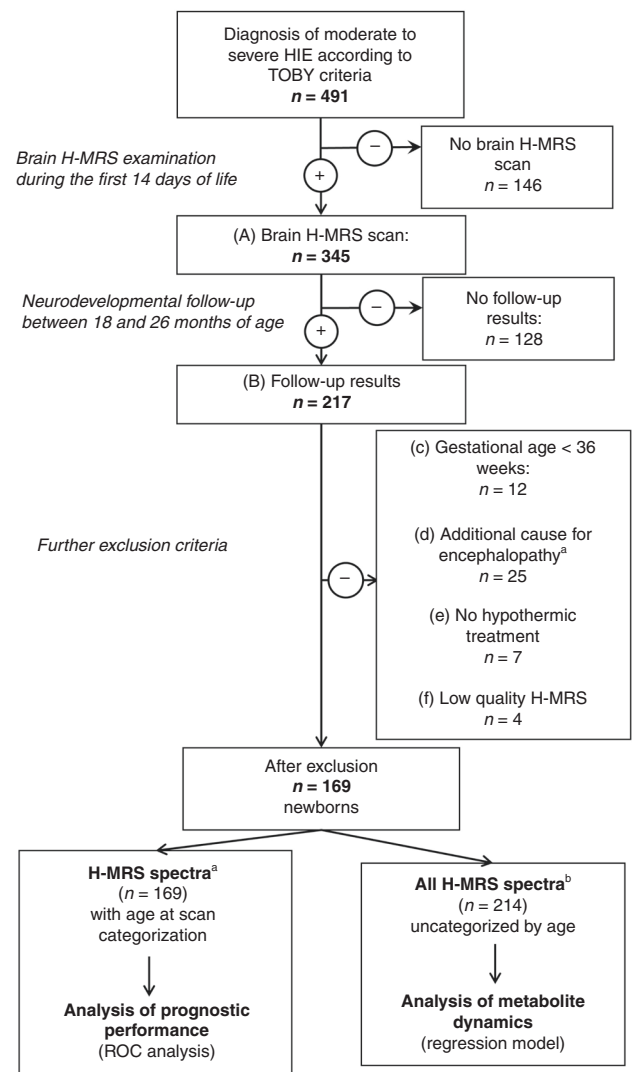 Diagnosis of moderate to
severe HIE according to
TOBY criteria
n = 491
Brain H-MRS examination
during the first 14 days of life
−
+
No brain H-MRS
scan
n = 146
(A) Brain H-MRS scan:
n = 345
Neurodevelopmental follow-up
between 18 and 26 months of age
−
+
No follow-up
results:
n = 128
(B) Follow-up results
n = 217
Further exclusion criteria
−
(c) Gestational age < 36
weeks:
n = 12
(d) Additional cause for
encephalopathyᵃ
n = 25
(e) No hypothermic
treatment
n = 7
(f) Low quality H-MRS
n = 4
After exclusion
n = 169
newborns
H-MRS spectraᵃ
(n = 169)
with age at scan
categorization
Analysis of prognostic
performance
(ROC analysis)
All H-MRS spectraᵇ
(n = 214)
uncategorized by age
Analysis of metabolite
dynamics
(regression model)